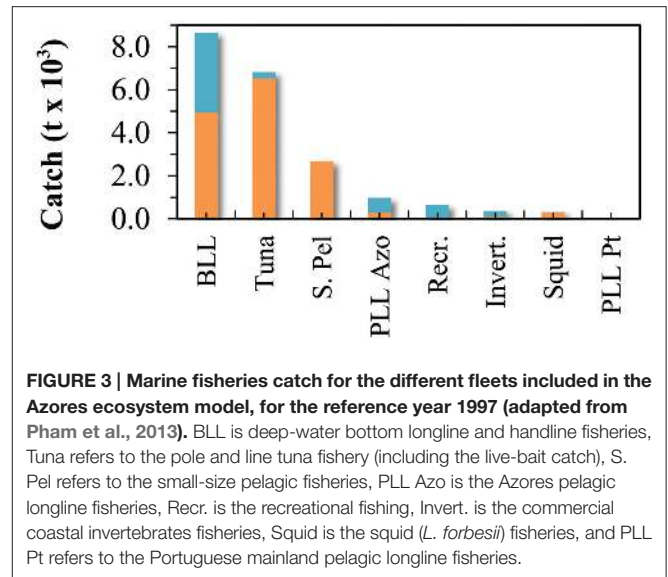 Catch (t x 10³)
8.0
6.0
4.0
2.0
0.0
BLL
Tuna
S. Pel
PLL Azo
Recr.
Invert.
Squid
PLL Pt
FIGURE 3 | Marine fisheries catch for the different fleets included in the
Azores ecosystem model, for the reference year 1997 (adapted from
Pham et al., 2013). BLL is deep-water bottom longline and handline fisheries,
Tuna refers to the pole and line tuna fishery (including the live-bait catch), S.
Pel refers to the small-size pelagic fisheries, PLL Azo is the Azores pelagic
longline fisheries, Recr. is the recreational fishing, Invert. is the commercial
coastal invertebrates fisheries, Squid is the squid (L. forbesii) fisheries, and PLL
Pt refers to the Portuguese mainland pelagic longline fisheries.